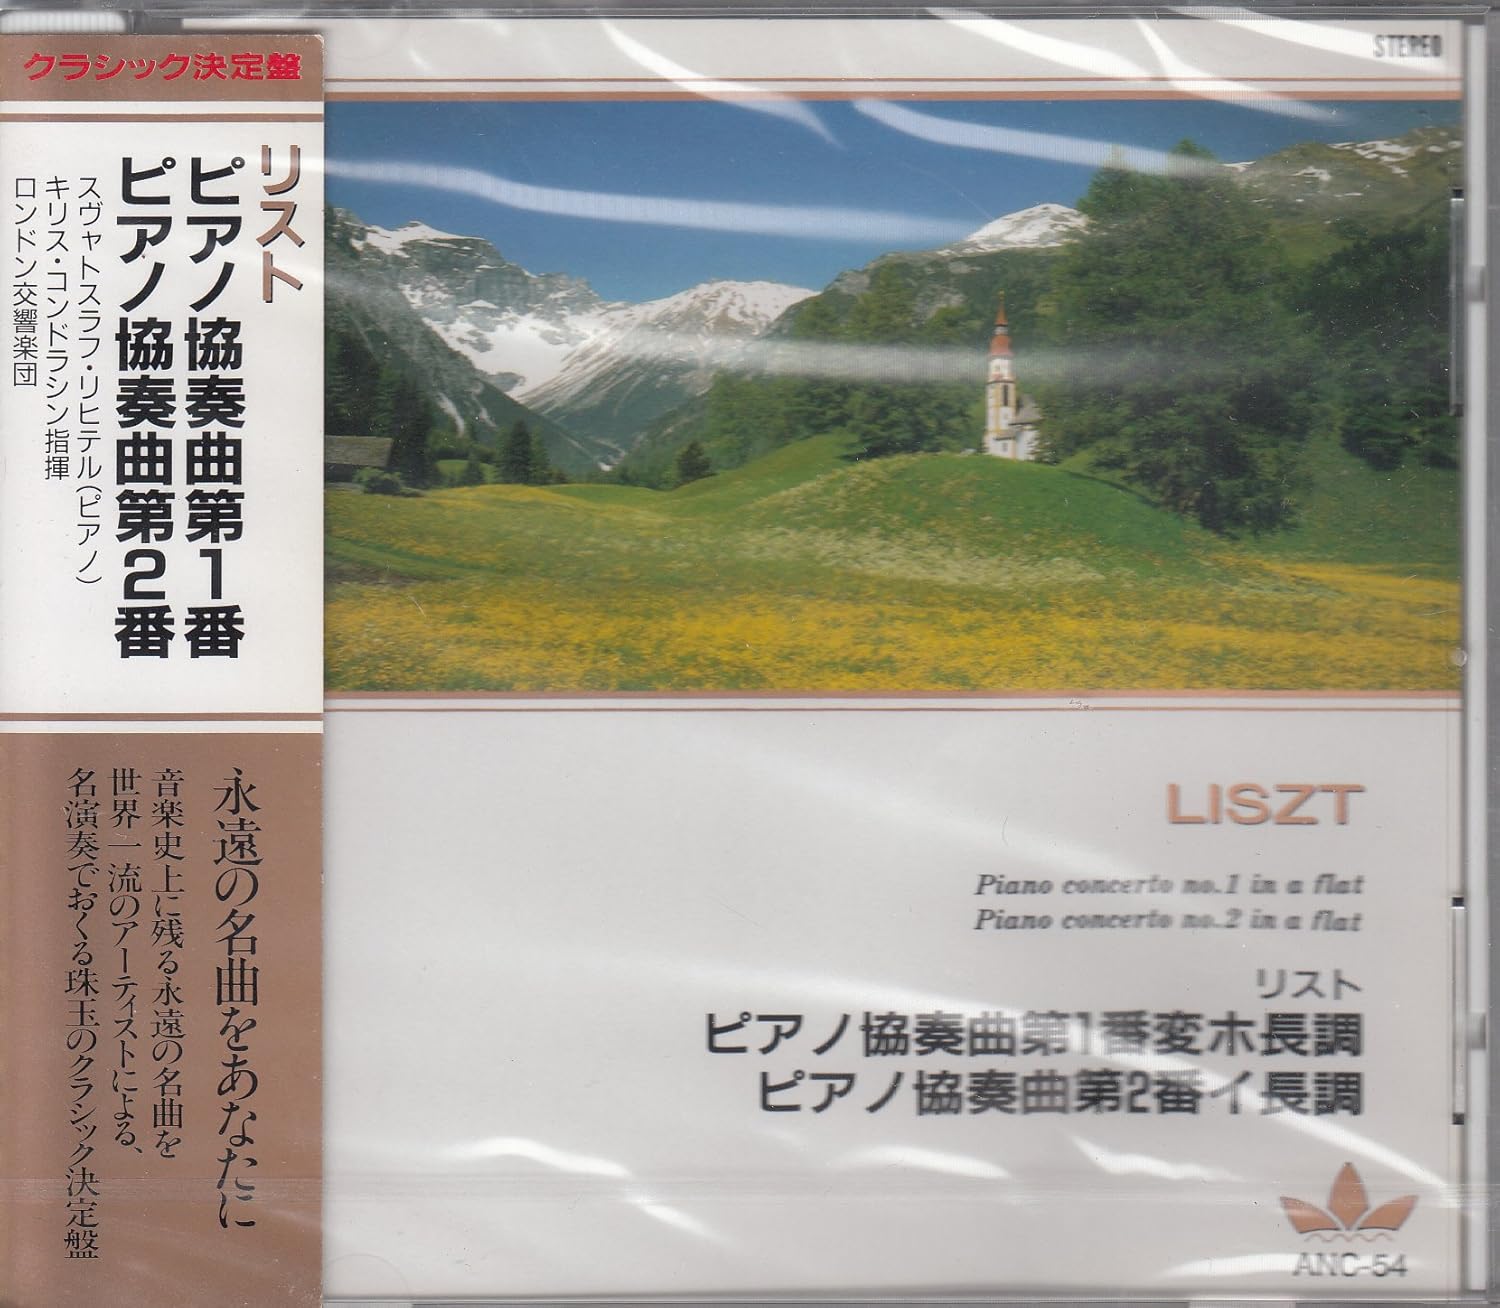 クラシック決定盤
リスト
ピアノ協奏曲第1番
ピアノ協奏曲第2番
スヴャトスラフ・リヒテル(ピアノ)
キリス・コンドラシン指揮
ロンドン交響楽団
永遠の名曲をあなたに
音楽史上に残る永遠の名曲を
世界一流のアーティストによる、
名演奏でおくる珠玉のクラシック決定盤
STEREO
LISZT
Piano concerto no.1 in a flat
Piano concerto no.2 in a flat
リスト
ピアノ協奏曲第1番変ホ長調
ピアノ協奏曲第2番イ長調
ANC-54